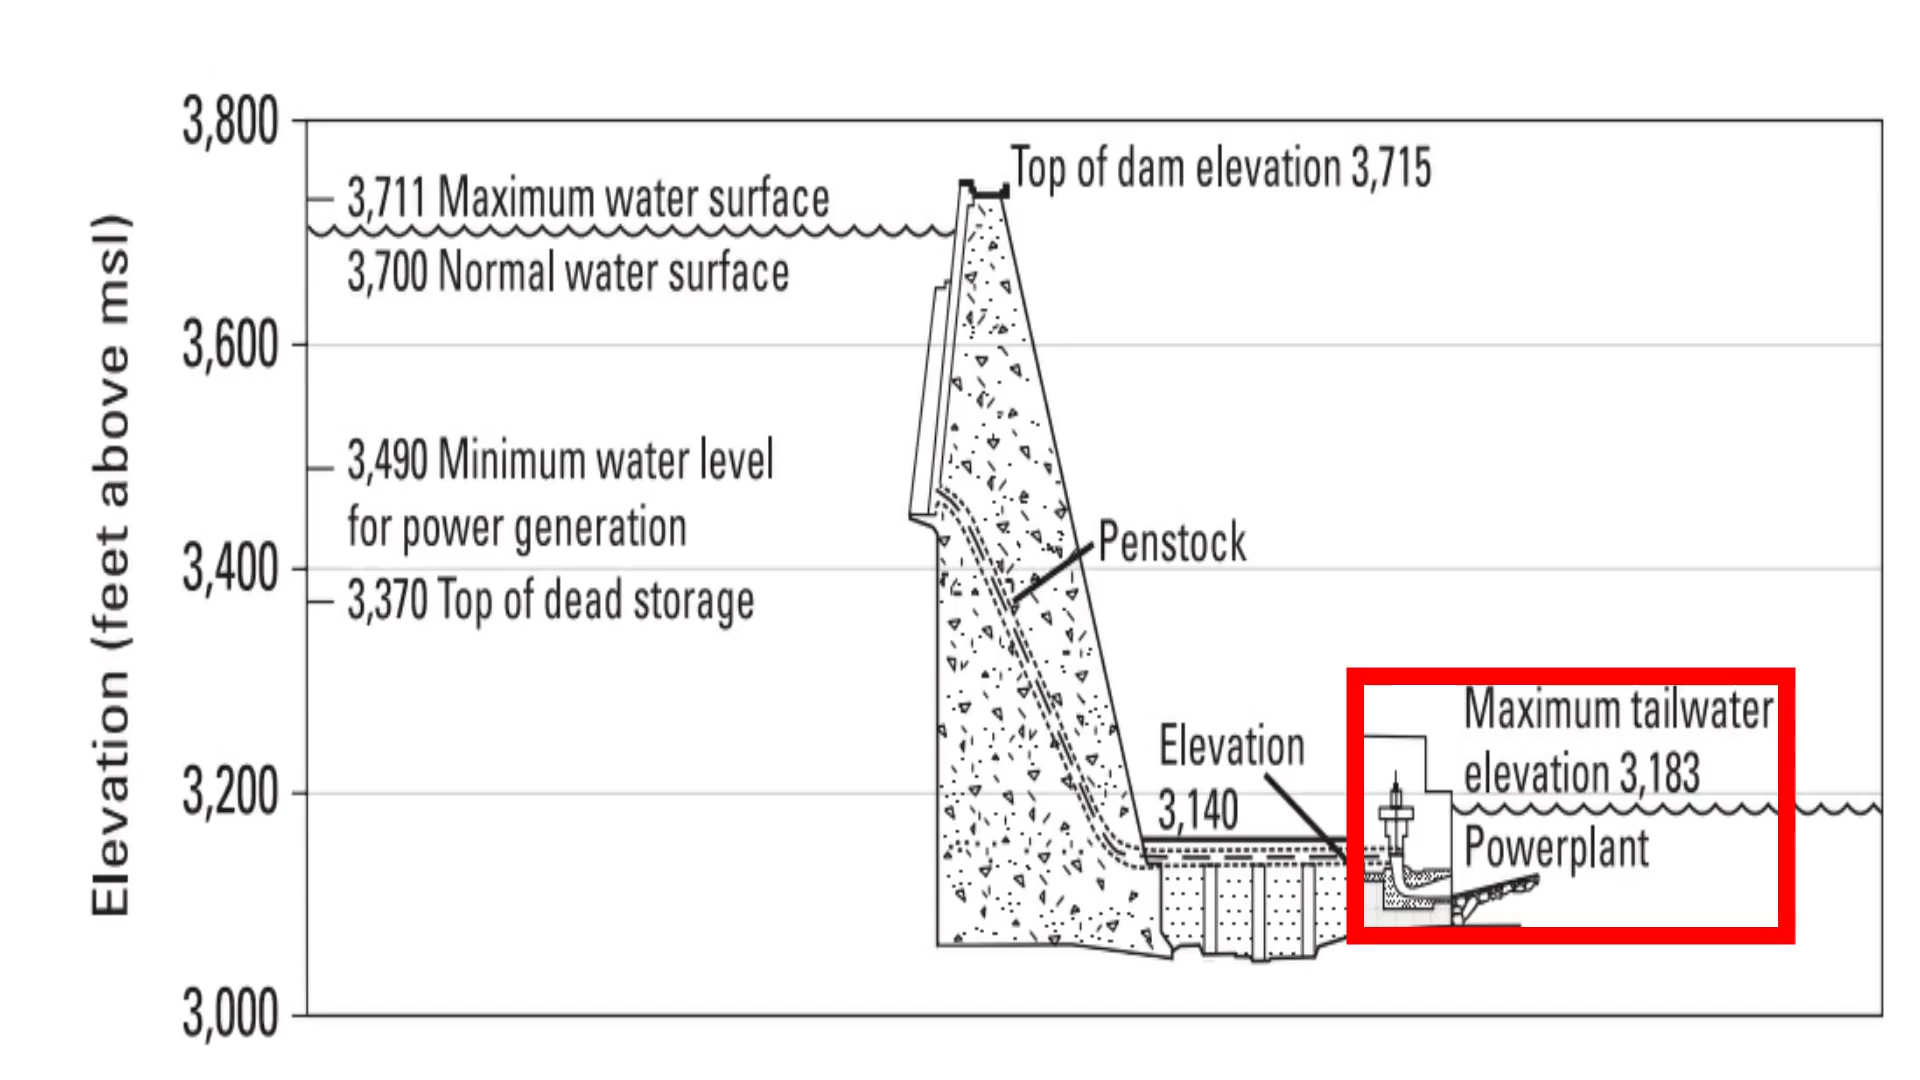 3,800
Top of dam elevation 3,715
3,711 Maximum water surface
3,700 Normal water surface
3,600
Elevation (feet above msl)
3,490 Minimum water level
for power generation
Penstock
3,400
3,370 Top of dead storage
Maximum tailwater
elevation 3,183
Elevation
3,140
3,200
Powerplant
3,000